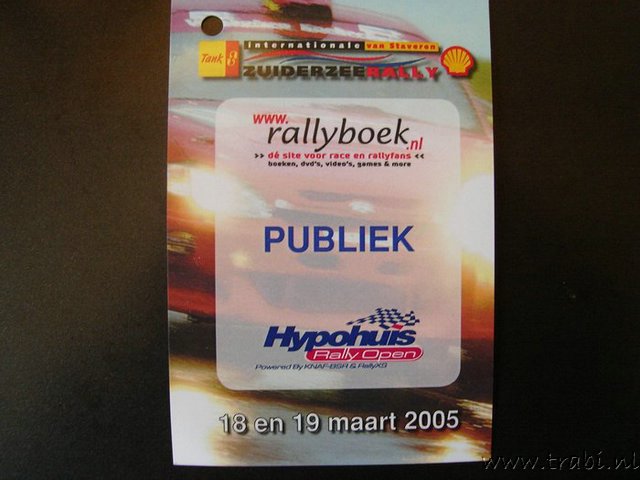 internationale van Staveren
Tank S
ZUIDERZEERALLY
www.
rallyboek.nl
>> dé site voor race en rallyfans <<
boeken, dvd's, video's, games & more
PUBLIEK
Hypohuis
Rally Open
Powered By KNAF-BSR & RallyXS
18 en 19 maart 2005
www.trabi.nl